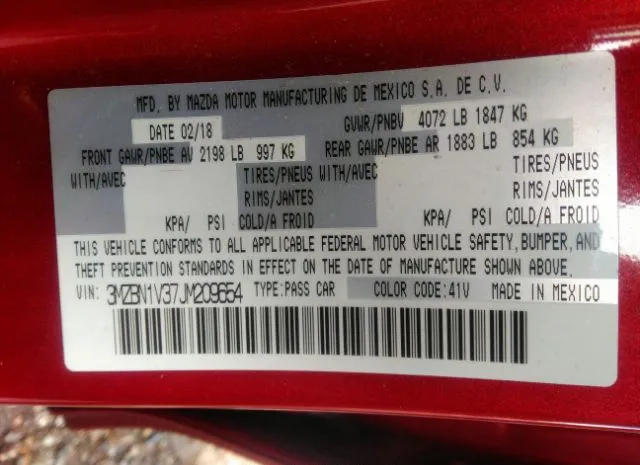 MFD. BY MAZDA MOTOR MANUFACTURING DE MEXICO S.A. DE C.V.
DATE 02/18 GVWR/PNBV 4072 LB 1847 KG
FRONT GAWR/PNBE AV 2198 LB 997 KG REAR GAWR/PNBE AR 1883 LB 854 KG
WITH/AVEC TIRES/PNEUS WITH/AVEC TIRES/PNEUS
RIMS/JANTES RIMS/JANTES
KPA/ PSI COLD/A FROID KPA/ PSI COLD/A FROID
THIS VEHICLE CONFORMS TO ALL APPLICABLE FEDERAL MOTOR VEHICLE SAFETY, BUMPER, AND
THEFT PREVENTION STANDARDS IN EFFECT ON THE DATE OF MANUFACTURE SHOWN ABOVE.
VIN: 3MZBN1V37JM209654 TYPE:PASS CAR COLOR CODE:41V MADE IN MEXICO